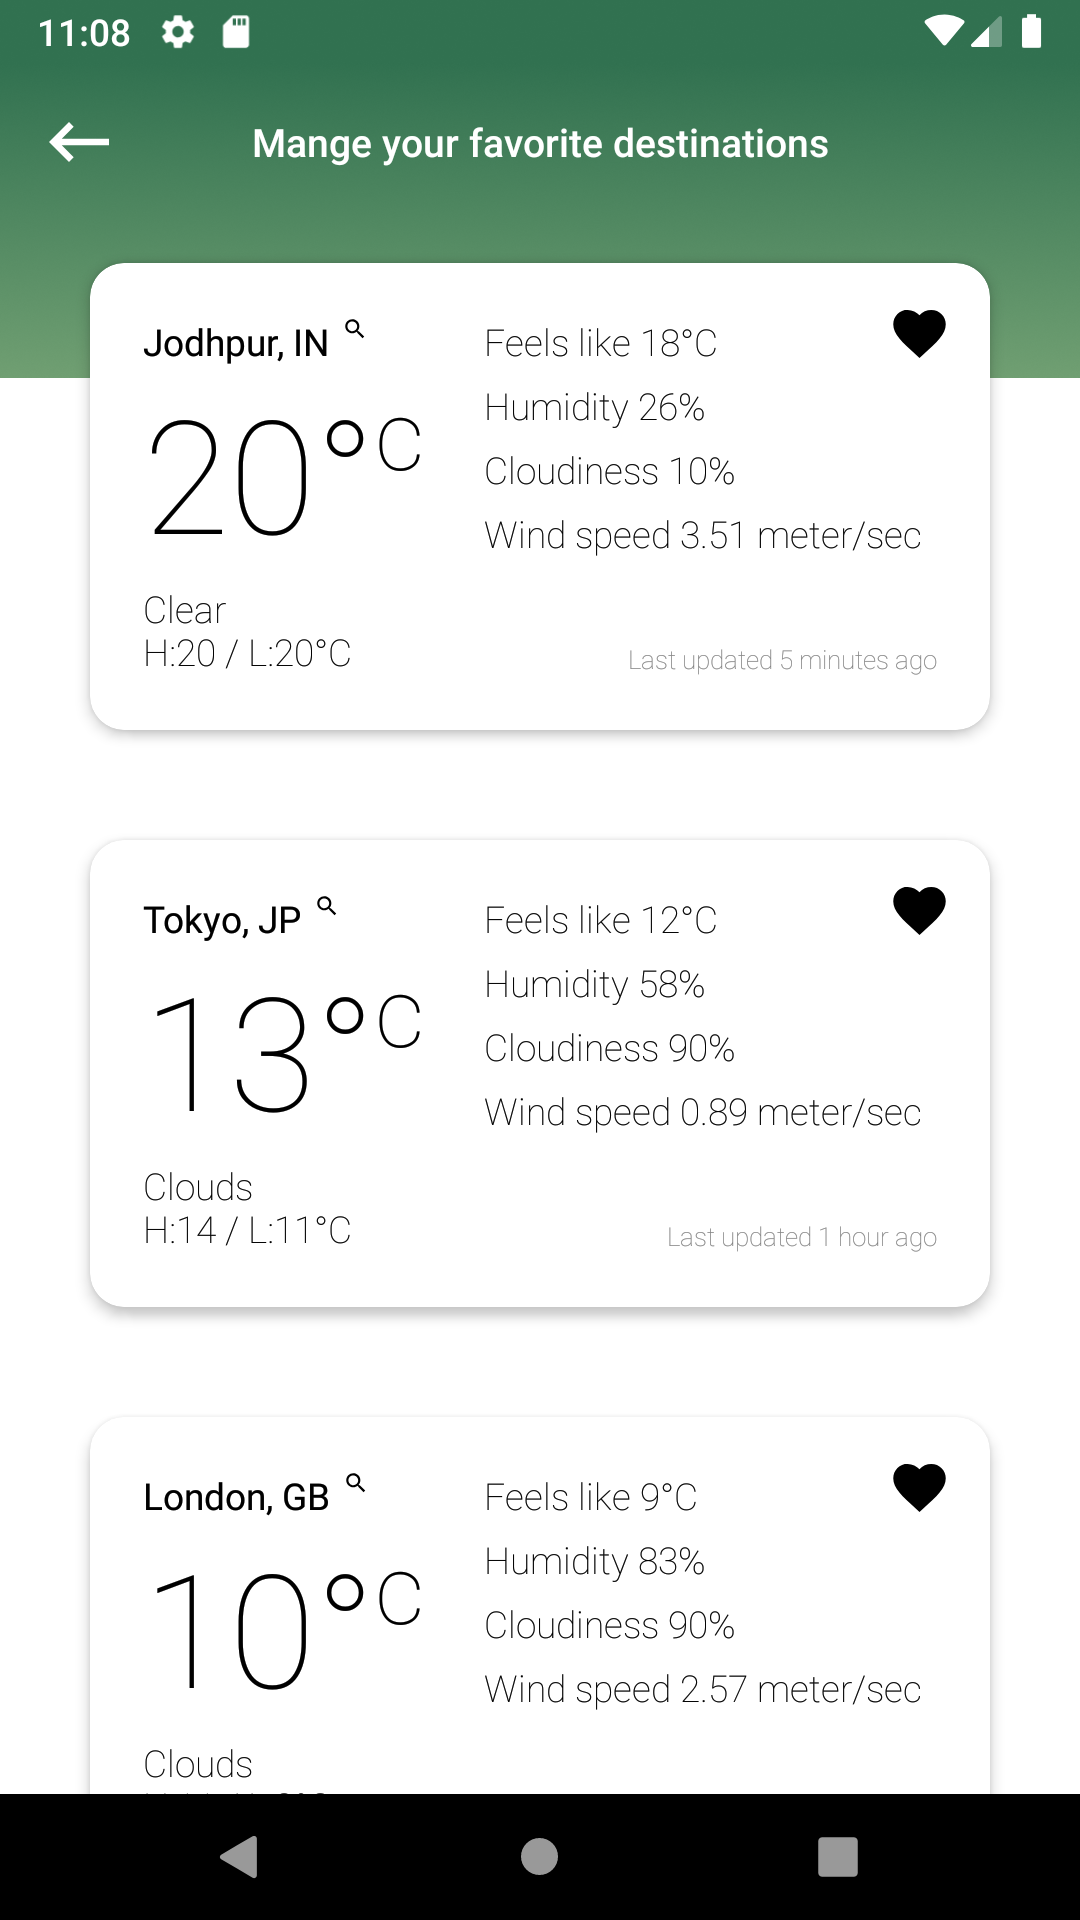 11:08
Mange your favorite destinations
Jodhpur, IN
20°C
Clear
H:20 / L:20°C
Feels like 18°C
Humidity 26%
Cloudiness 10%
Wind speed 3.51 meter/sec
Last updated 5 minutes ago
Tokyo, JP
13°C
Clouds
H:14 / L:11°C
Feels like 12°C
Humidity 58%
Cloudiness 90%
Wind speed 0.89 meter/sec
Last updated 1 hour ago
London, GB
10°C
Clouds
Feels like 9°C
Humidity 83%
Cloudiness 90%
Wind speed 2.57 meter/sec